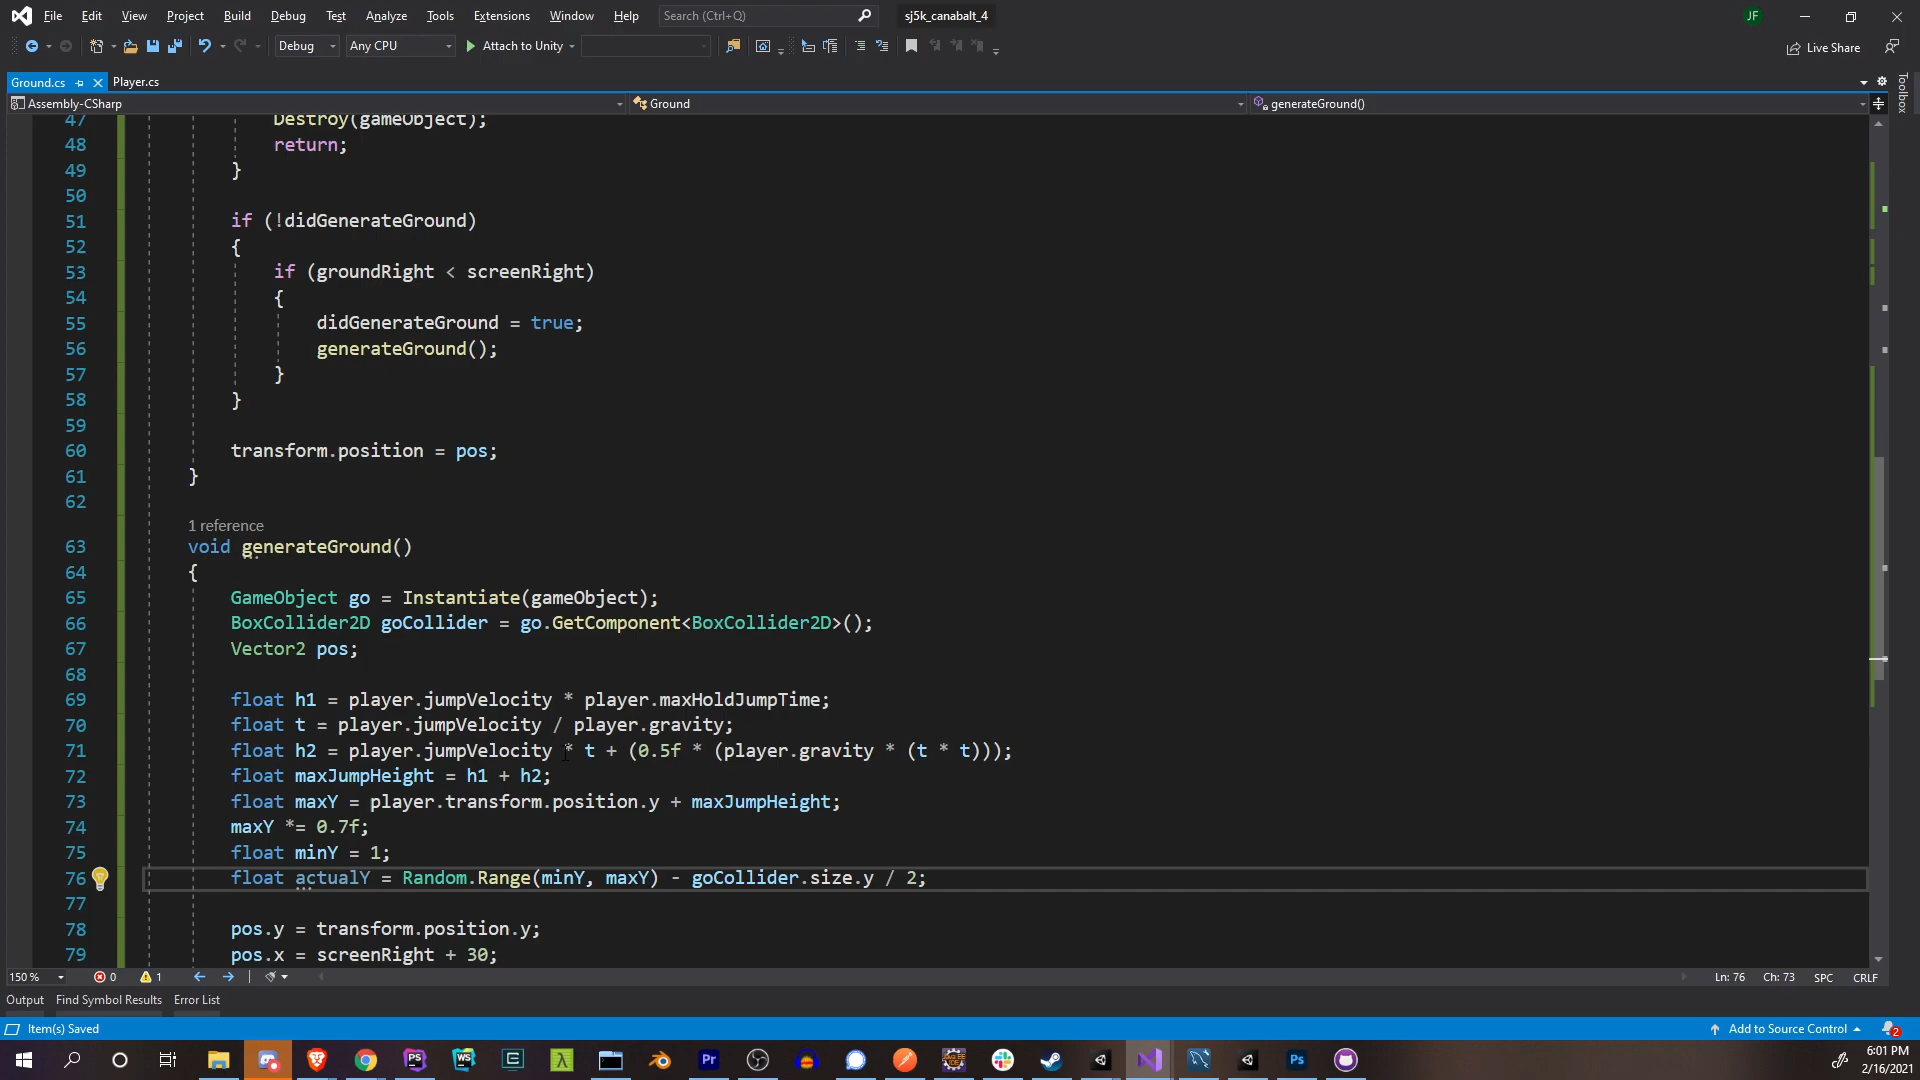 File Edit View Project Build Debug Test Analyze Tools Extensions Window Help Search (Ctrl+Q) sj5k_canabalt_4 JF
Debug Any CPU Attach to Unity Live Share
Ground.cs Player.cs
Toolbox
Assembly-CSharp Ground generateGround()
47 Destroy(gameObject);
48 return;
49 }
50
51 if (!didGenerateGround)
52 {
53 if (groundRight < screenRight)
54 {
55 didGenerateGround = true;
56 generateGround();
57 }
58 }
59
60 transform.position = pos;
61 }
62
1 reference
63 void generateGround()
64 {
65 GameObject go = Instantiate(gameObject);
66 BoxCollider2D goCollider = go.GetComponent<BoxCollider2D>();
67 Vector2 pos;
68
69 float h1 = player.jumpVelocity * player.maxHoldJumpTime;
70 float t = player.jumpVelocity / player.gravity;
71 float h2 = player.jumpVelocity * t + (0.5f * (player.gravity * (t * t)));
72 float maxJumpHeight = h1 + h2;
73 float maxY = player.transform.position.y + maxJumpHeight;
74 maxY *= 0.7f;
75 float minY = 1;
76 float actualY = Random.Range(minY, maxY) - goCollider.size.y / 2;
77
78 pos.y = transform.position.y;
79 pos.x = screenRight + 30;
150 % 0 1 Ln: 76 Ch: 73 SPC CRLF
Output Find Symbol Results Error List
Item(s) Saved Add to Source Control 2
PS WS Pr Ps
6:01 PM
2/16/2021